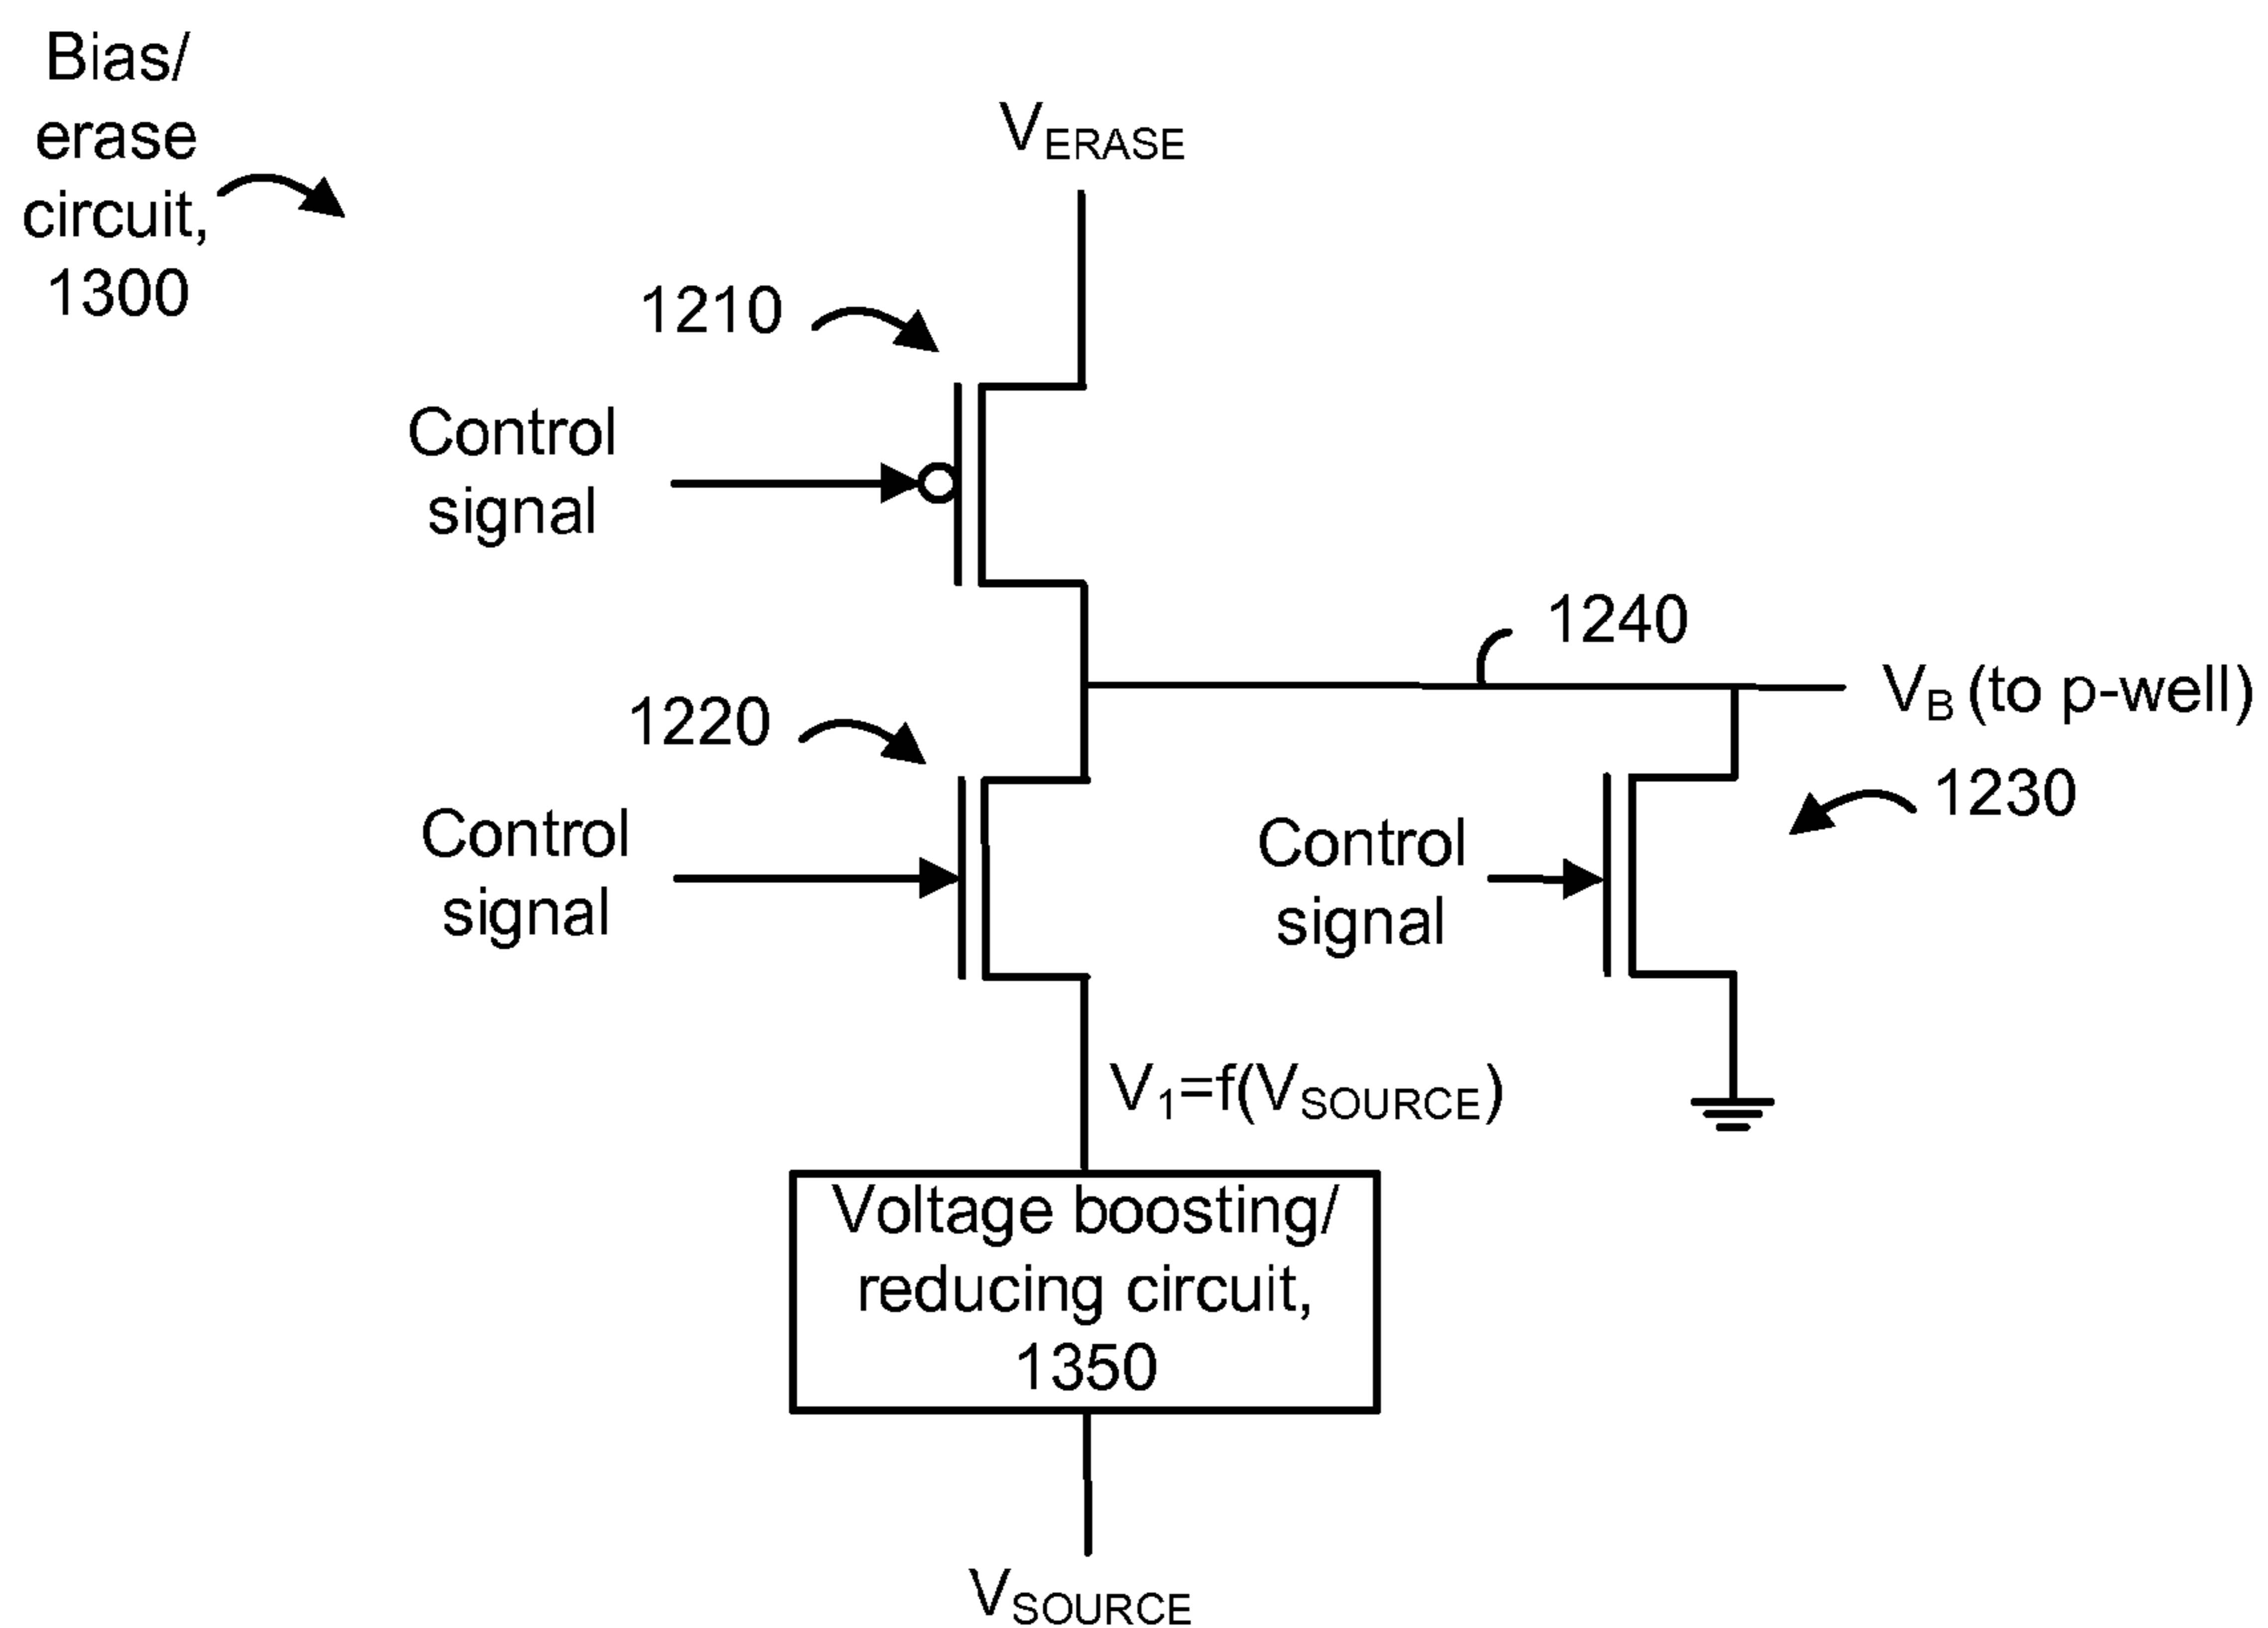 Bias/
erase
circuit,
1300
VERASE
1210
Control
signal
1240
VB (to p-well)
1220
1230
Control
signal
Control
signal
V1=f(VSOURCE)
Voltage boosting/
reducing circuit,
1350
VSOURCE